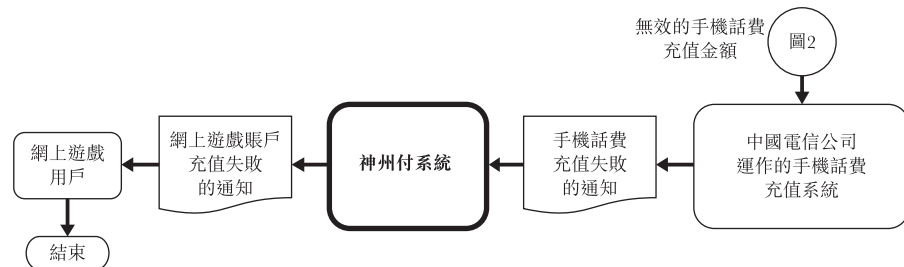 無效的手機話費
充值金額
圖2
網上遊戲
用戶
網上遊戲賬戶
充值失敗
的通知
神州付系統
手機話費
充值失敗
的通知
中國電信公司
運作的手機話費
充值系統
結束